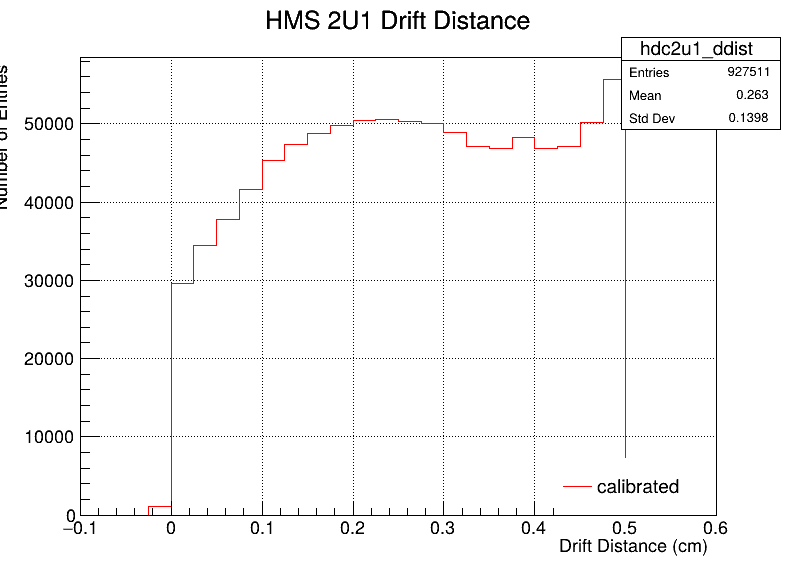 HMS 2U1 Drift Distance
hdc2u1_ddist
Entries 927511
Mean 0.263
Std Dev 0.1398
Number of Entries
50000
40000
30000
20000
10000
0
−0.1 0 0.1 0.2 0.3 0.4 0.5 0.6
Drift Distance (cm)
calibrated